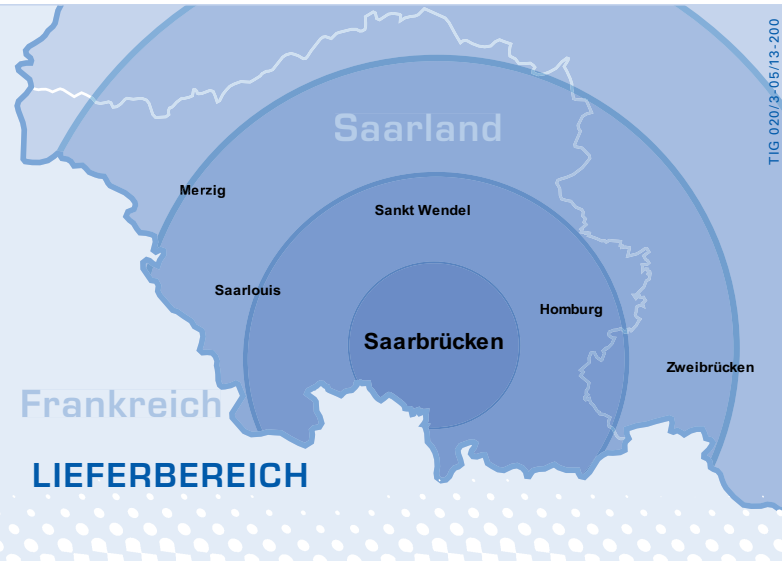 TIG 020/3-05/13-200
Saarland
Merzig
Sankt Wendel
Saarlouis
Homburg
Saarbrücken
Zweibrücken
Frankreich
LIEFERBEREICH